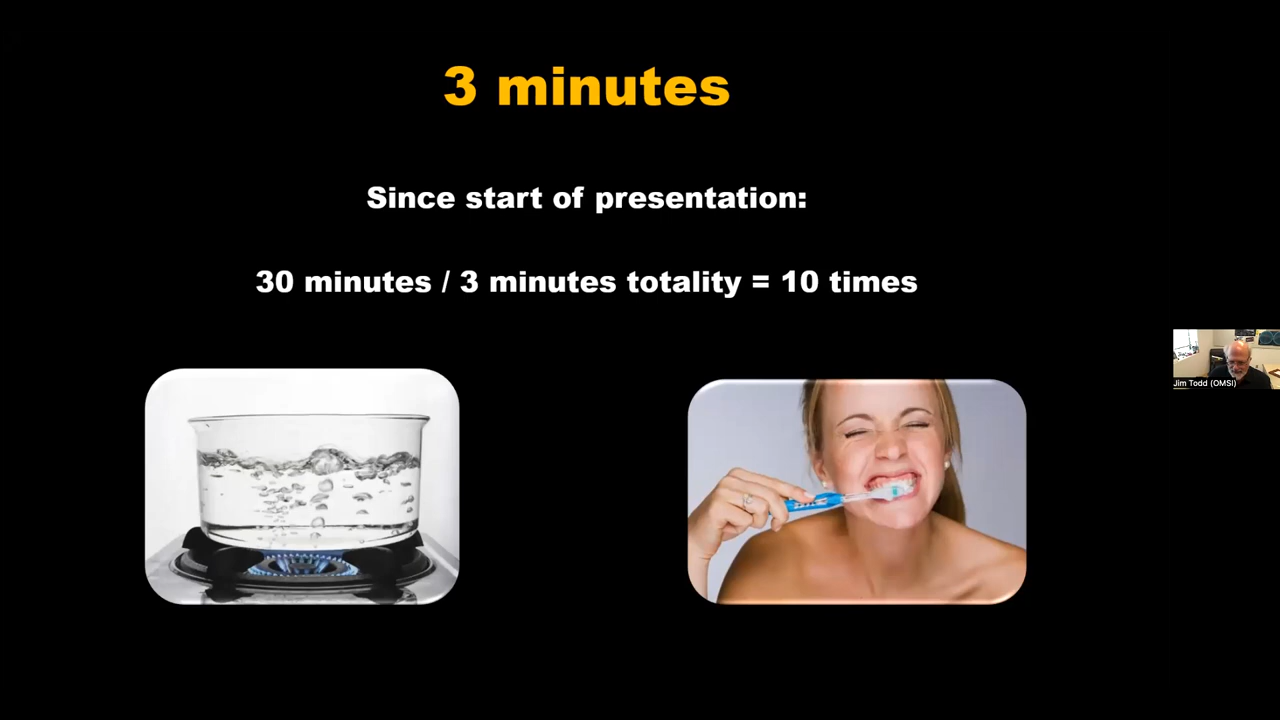 3 minutes
Since start of presentation:
30 minutes / 3 minutes totality = 10 times
Jim Todd (OMSI)